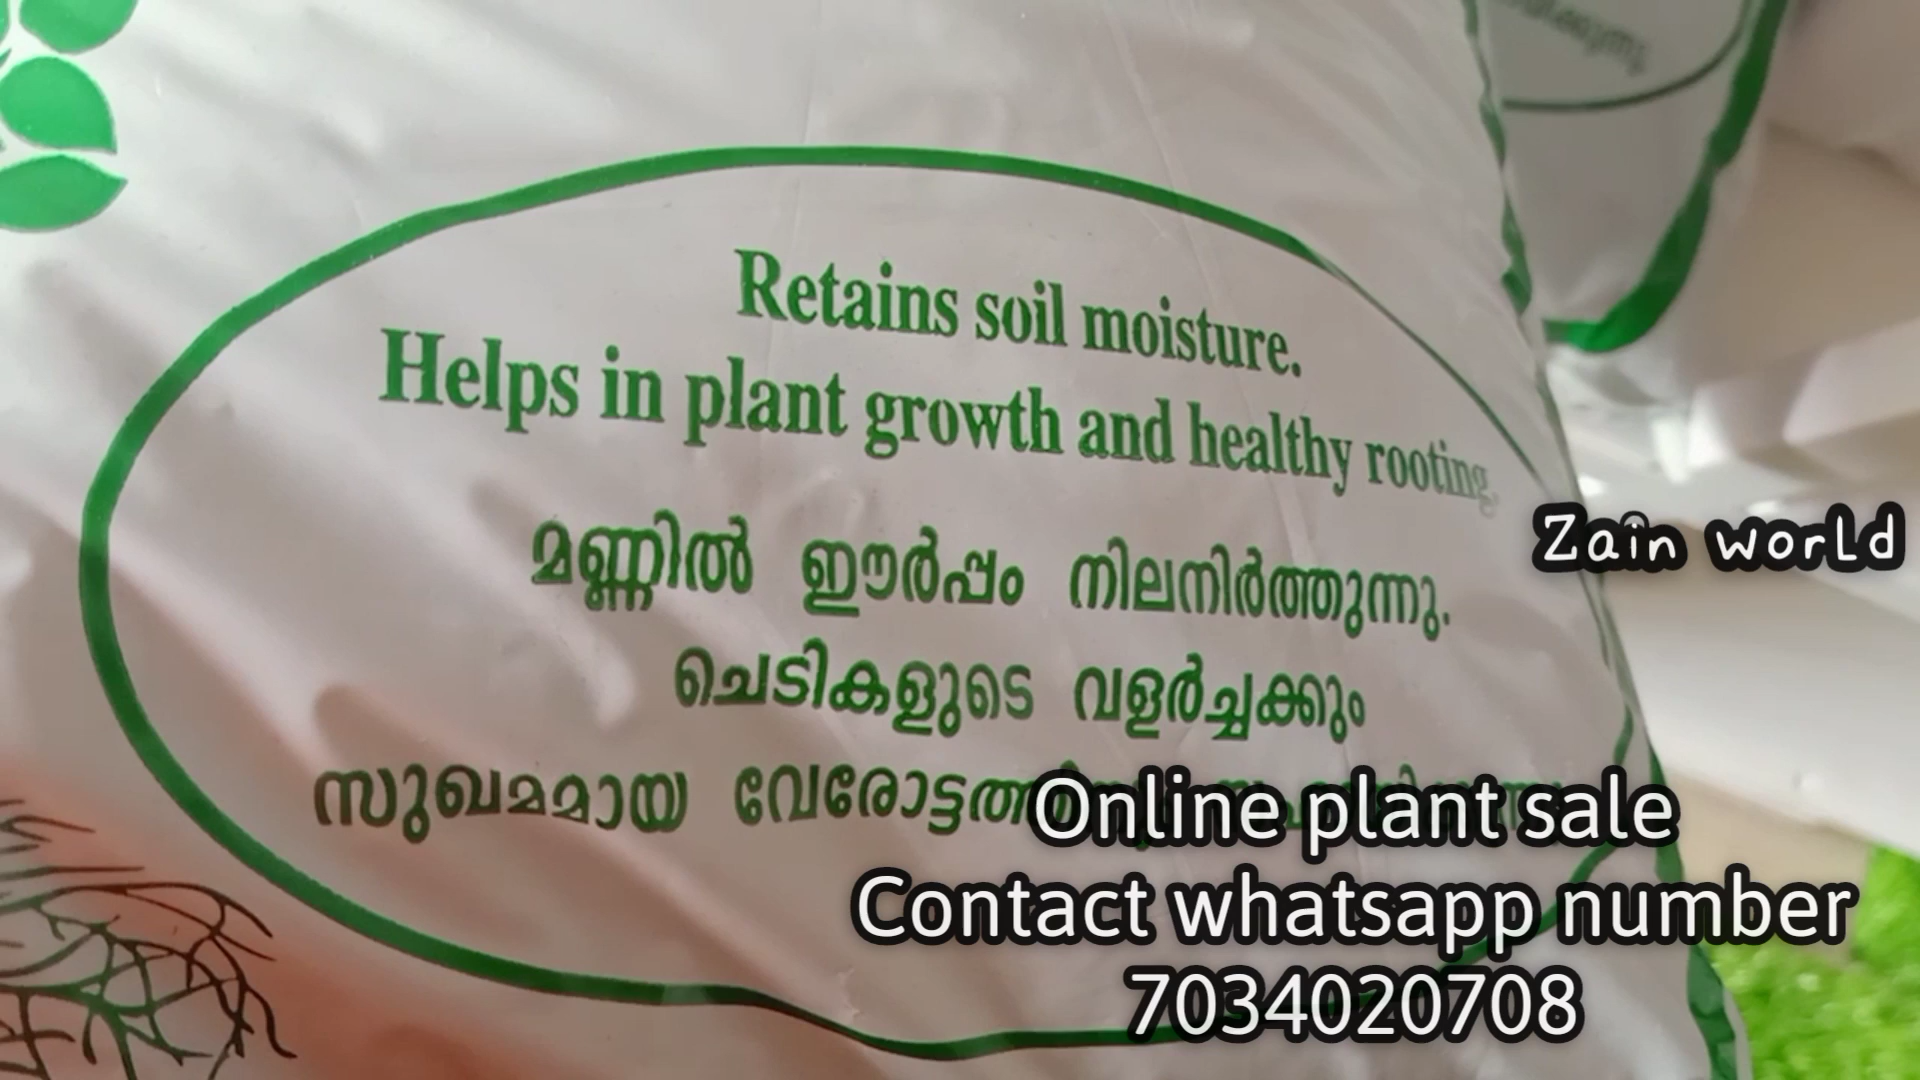 Retains soil moisture.
Helps in plant growth and healthy rooting.
മണ്ണിൽ ഈർപ്പം നിലനിർത്തുന്നു.
ചെടികളുടെ വളർച്ചക്കും
സുഖമമായ
Zain world
Online plant sale
Contact whatsapp number
7034020708